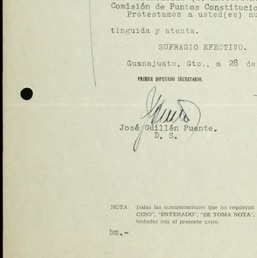 Comisión de Puntos Constitucio
Protestamos a usted(es) nu
tinguida y atenta.
SUFRAGIO EFECTIVO.
Guanajuato, Gto., a 28 de
PRIMER DIPUTADO SECRETARIO.
José Guillén Puente.
D. S.
NOTA: Todas las comunicaciones que no requieran
CIBO", "ENTERADO", "SE TOMA NOTA",
testadas con el presente aviso.
bm.-